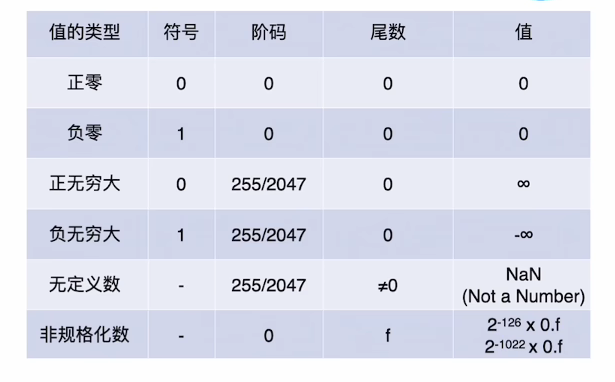 值的类型 符号 阶码 尾数 值
正零 0 0 0 0
负零 1 0 0 0
正无穷大 0 255/2047 0 ∞
负无穷大 1 255/2047 0 -∞
无定义数 - 255/2047 ≠0 NaN
(Not a Number)
非规格化数 - 0 f 2⁻¹²⁶ x 0.f
2⁻¹⁰²² x 0.f